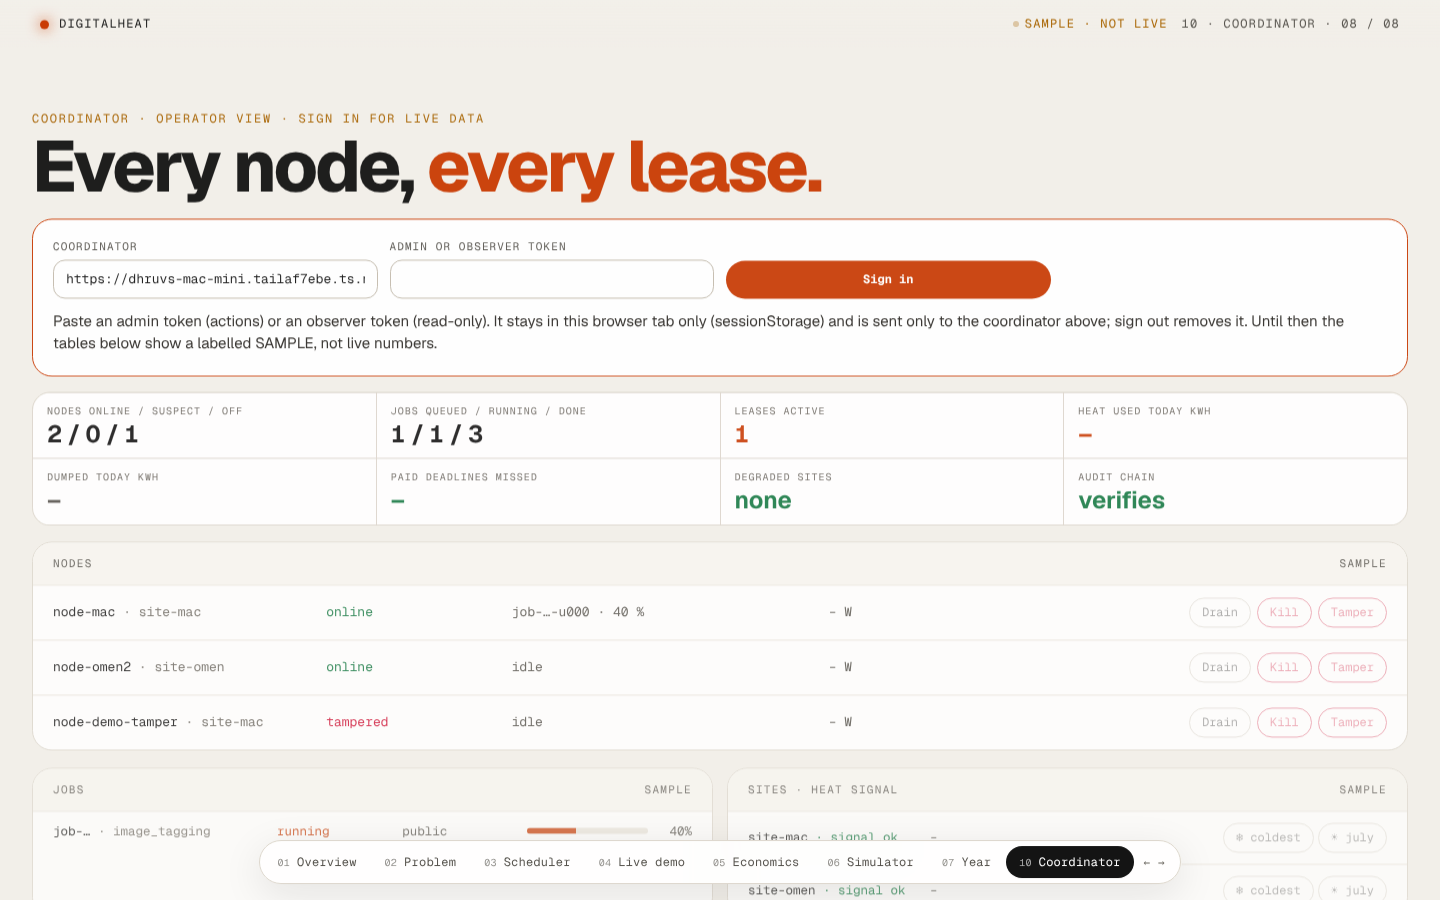 DIGITALHEAT
SAMPLE · NOT LIVE 10 · COORDINATOR · 08 / 08
COORDINATOR · OPERATOR VIEW · SIGN IN FOR LIVE DATA
Every node, every lease.
COORDINATOR
ADMIN OR OBSERVER TOKEN
https://dhruvs-mac-mini.tailaf7ebe.ts.
Sign in
Paste an admin token (actions) or an observer token (read-only). It stays in this browser tab only (sessionStorage) and is sent only to the coordinator above; sign out removes it. Until then the
tables below show a labelled SAMPLE, not live numbers.
NODES ONLINE / SUSPECT / OFF
2/0/1
JOBS QUEUED / RUNNING / DONE
1/1/3
LEASES ACTIVE
1
HEAT USED TODAY KWH
–
DUMPED TODAY KWH
–
PAID DEADLINES MISSED
–
DEGRADED SITES
none
AUDIT CHAIN
verifies
NODES SAMPLE
node-mac · site-mac online job-…-u000 · 40 % – W Drain Kill Tamper
node-omen2 · site-omen online idle – W Drain Kill Tamper
node-demo-tamper · site-mac tampered idle – W Drain Kill Tamper
JOBS SAMPLE
job-… · image_tagging running public 40%
SITES · HEAT SIGNAL SAMPLE
site-mac · signal ok – ❄ coldest ☀ july
site-omen · signal ok – ❄ coldest ☀ july
01 Overview 02 Problem 03 Scheduler 04 Live demo 05 Economics 06 Simulator 07 Year 10 Coordinator ← →